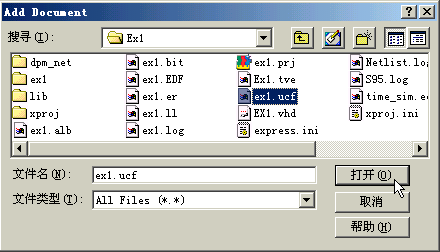 Add Document
搜寻(I): Ex1
dpm_net ex1.bit ex1.prj Netlist.lo
ex1 ex1.EDF Ex1.tve S95.log
lib ex1.er ex1.ucf time_sim.e
xproj ex1.ll EX1.vhd xproj.ini
ex1.alb ex1.log express.ini
文件名(N): ex1.ucf 打开(O)
文件类型(T): All Files (*.*) 取消
帮助(H)